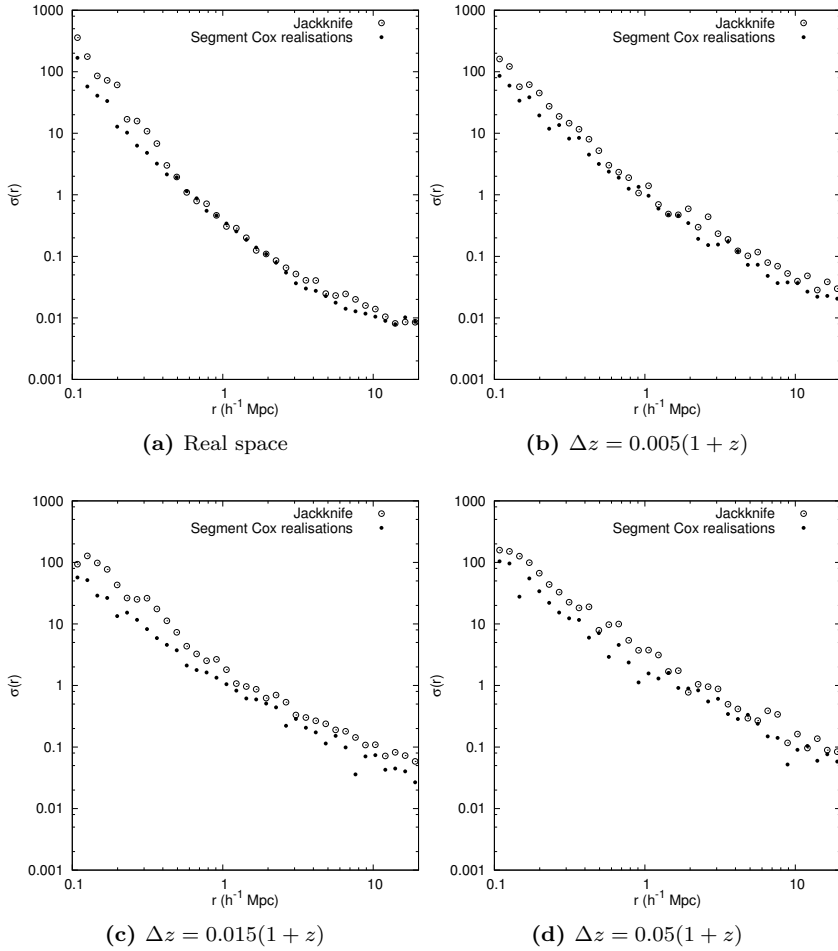 1000
100
10
1
0.1
0.01
0.001
σ(r)
Jackknife
Segment Cox realisations
0.1 1 10
r (h⁻¹ Mpc)
(a) Real space
1000
100
10
1
0.1
0.01
0.001
σ(r)
Jackknife
Segment Cox realisations
0.1 1 10
r (h⁻¹ Mpc)
(b) Δz = 0.005(1 + z)
1000
100
10
1
0.1
0.01
0.001
σ(r)
Jackknife
Segment Cox realisations
0.1 1 10
r (h⁻¹ Mpc)
(c) Δz = 0.015(1 + z)
1000
100
10
1
0.1
0.01
0.001
σ(r)
Jackknife
Segment Cox realisations
0.1 1 10
r (h⁻¹ Mpc)
(d) Δz = 0.05(1 + z)